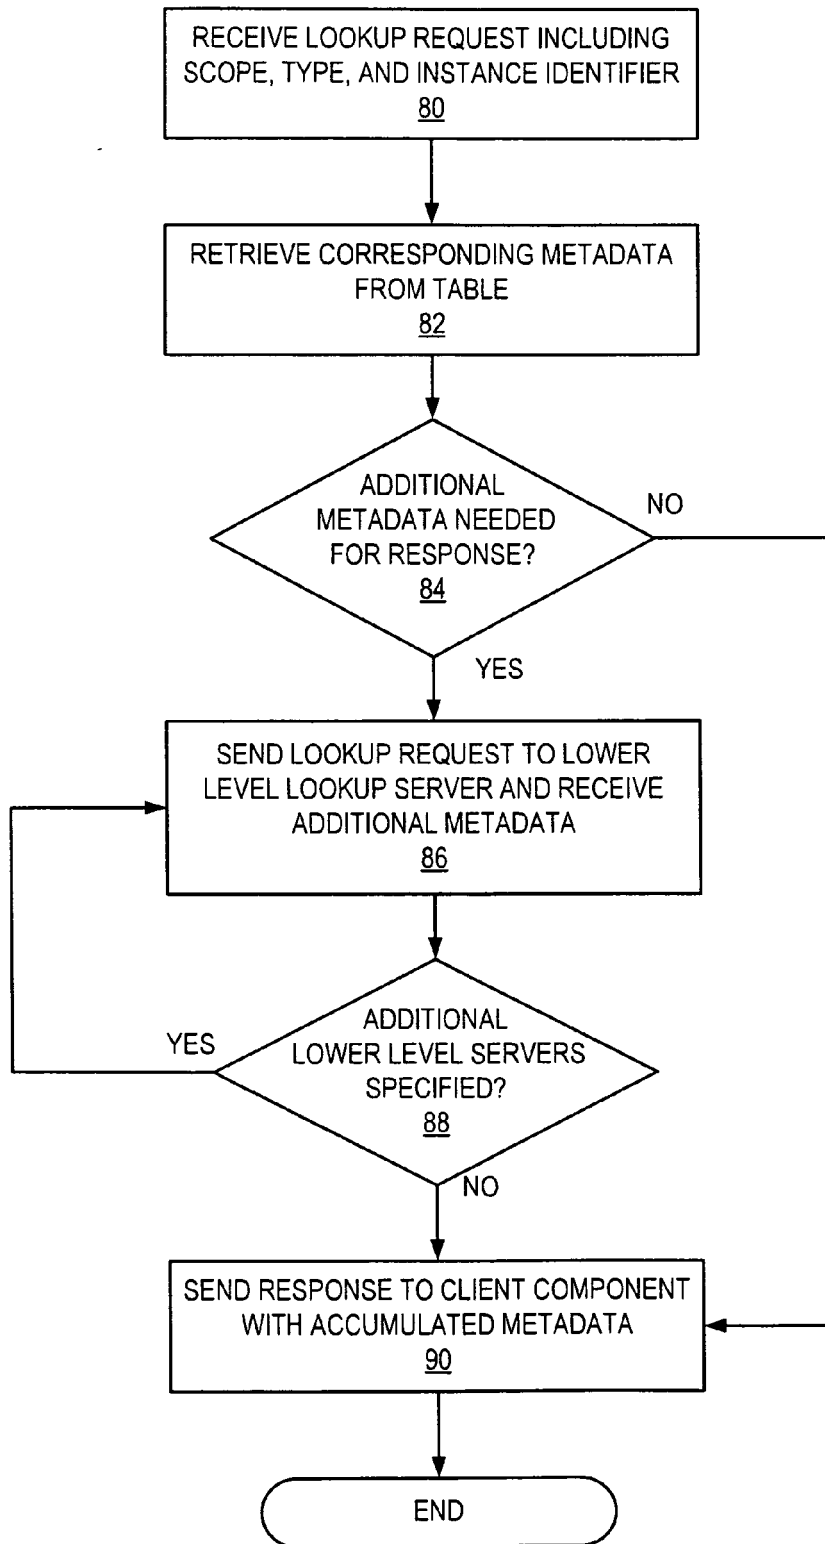 RECEIVE LOOKUP REQUEST INCLUDING
SCOPE, TYPE, AND INSTANCE IDENTIFIER
80
RETRIEVE CORRESPONDING METADATA
FROM TABLE
82
ADDITIONAL
METADATA NEEDED
FOR RESPONSE?
84
NO
YES
SEND LOOKUP REQUEST TO LOWER
LEVEL LOOKUP SERVER AND RECEIVE
ADDITIONAL METADATA
86
YES
ADDITIONAL
LOWER LEVEL SERVERS
SPECIFIED?
88
NO
SEND RESPONSE TO CLIENT COMPONENT
WITH ACCUMULATED METADATA
90
END